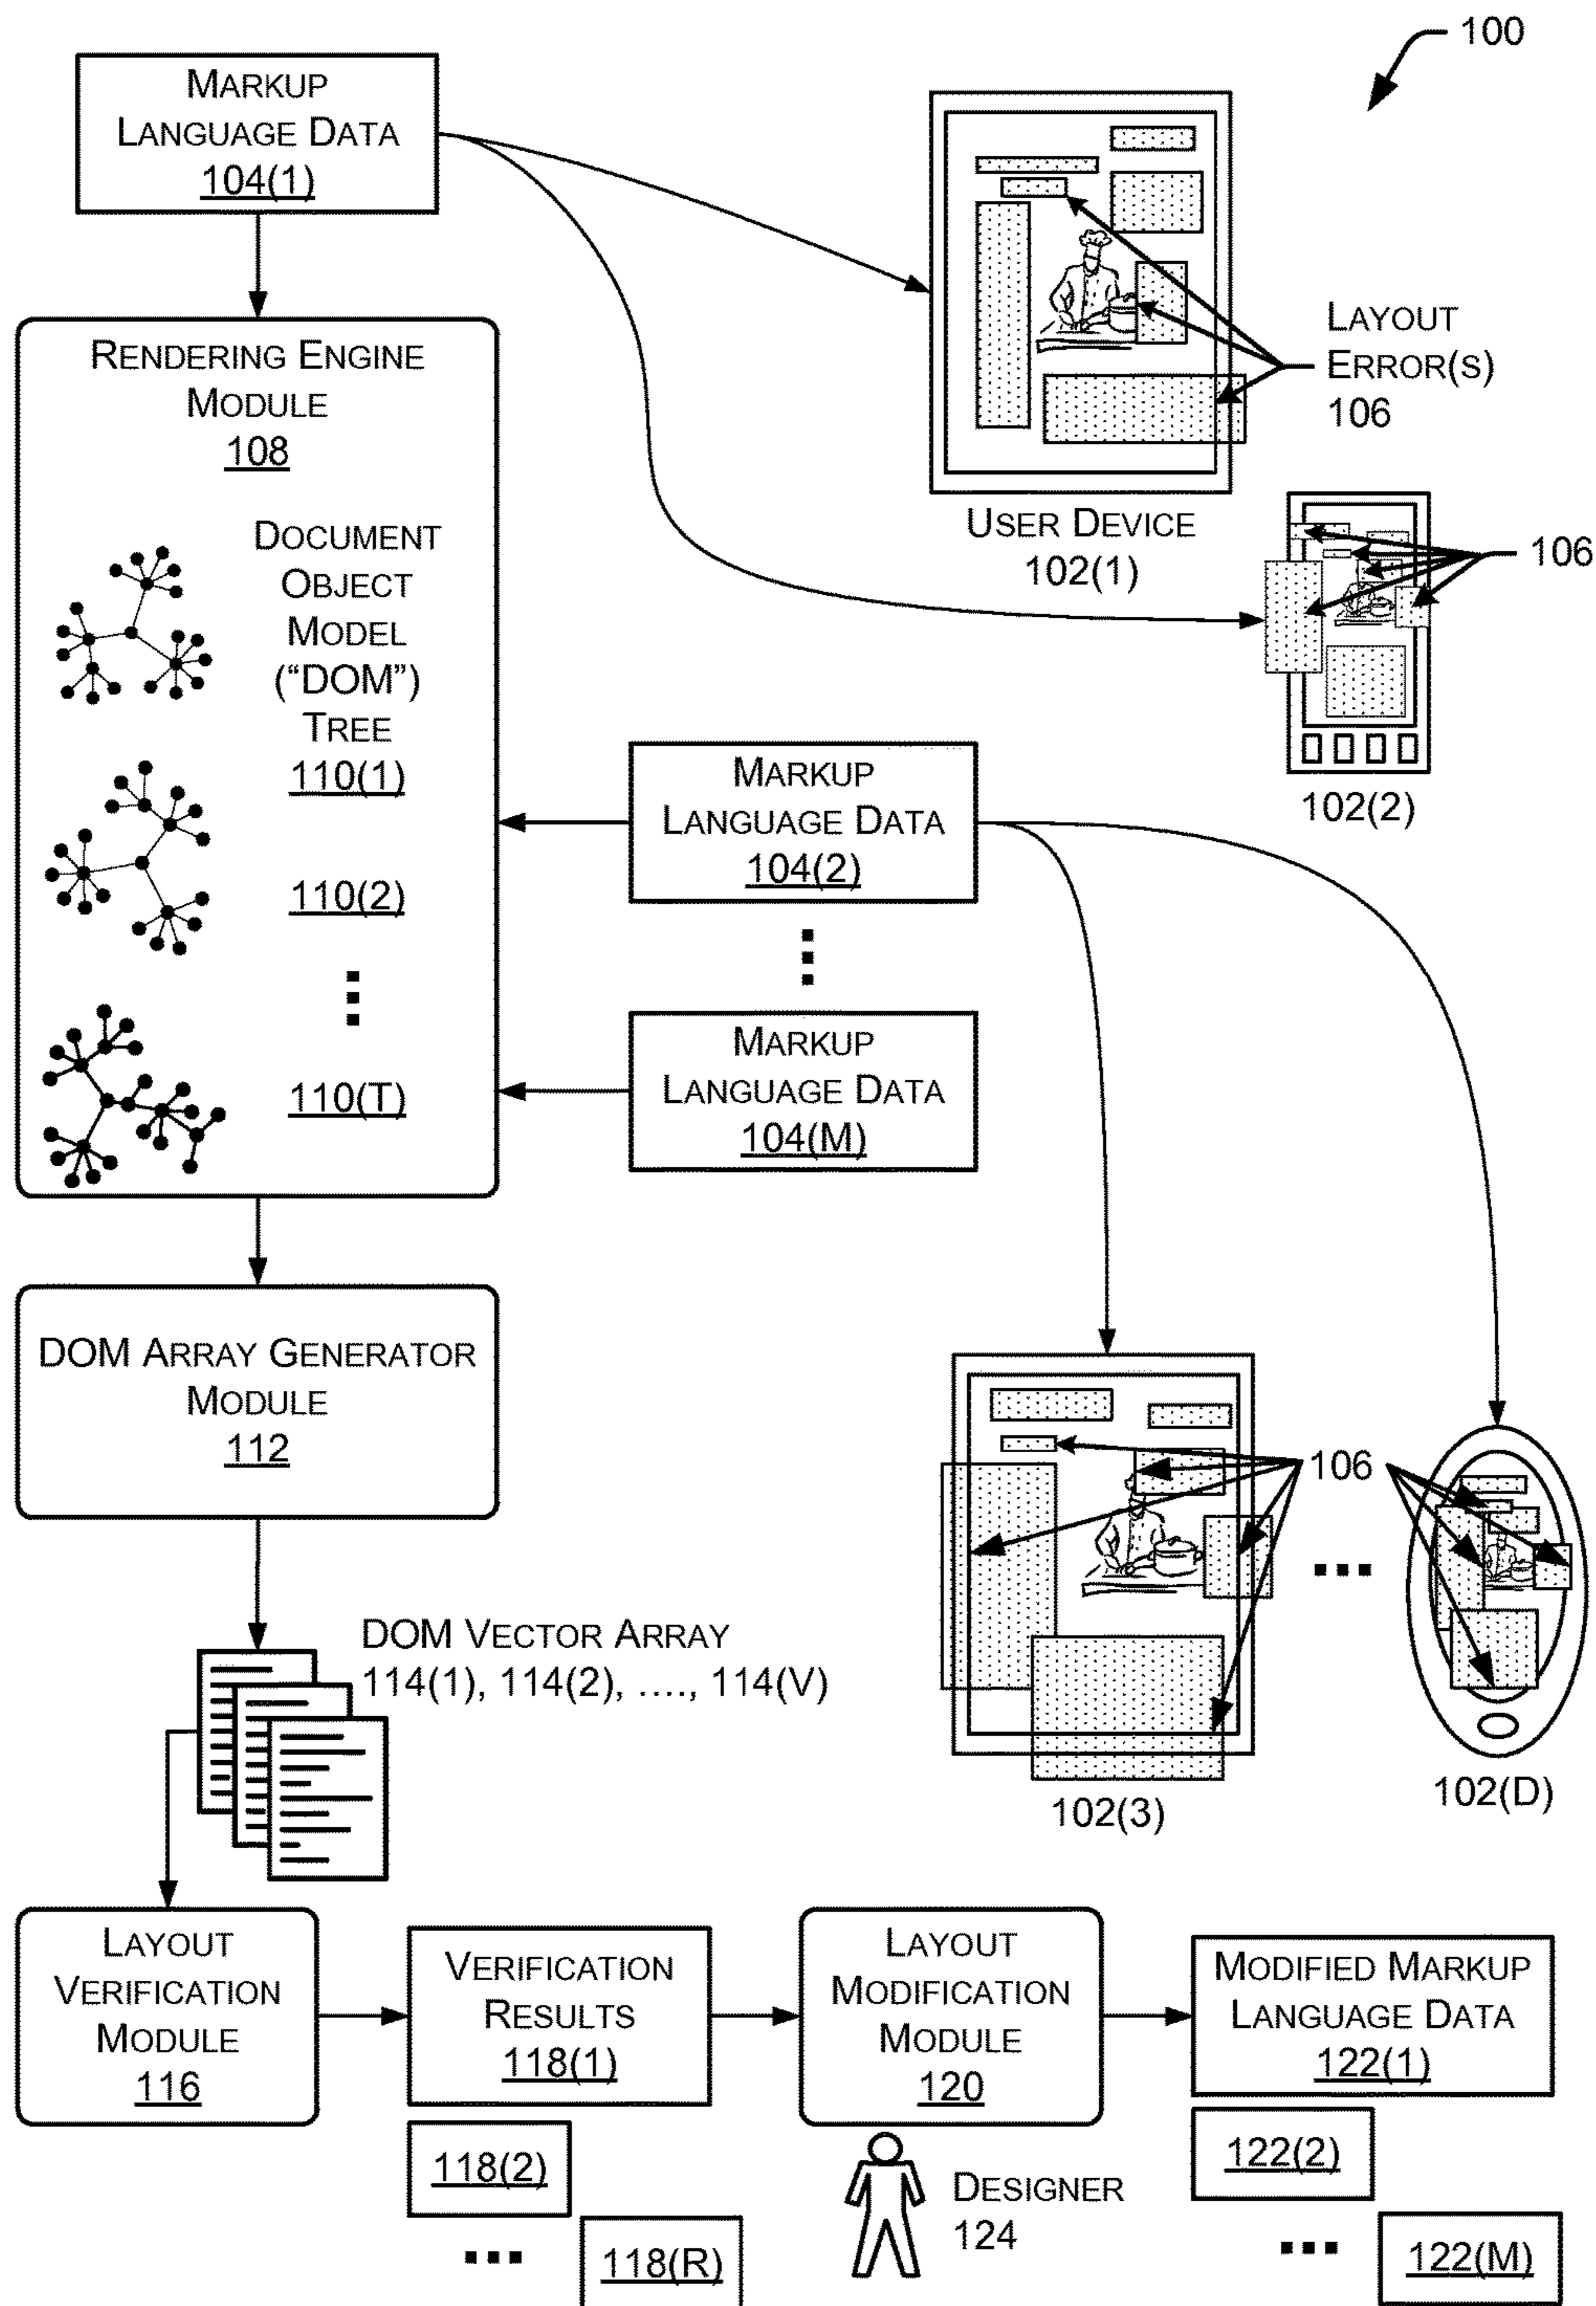 100
MARKUP
LANGUAGE DATA
104(1)
LAYOUT
ERROR(S)
106
RENDERING ENGINE
MODULE
108
USER DEVICE
102(1)
106
102(2)
DOCUMENT
OBJECT
MODEL
("DOM")
TREE
110(1)
110(2)
110(T)
MARKUP
LANGUAGE DATA
104(2)
MARKUP
LANGUAGE DATA
104(M)
DOM ARRAY GENERATOR
MODULE
112
106
102(3)
102(D)
DOM VECTOR ARRAY
114(1), 114(2), ...., 114(V)
LAYOUT
VERIFICATION
MODULE
116
VERIFICATION
RESULTS
118(1)
118(2)
118(R)
LAYOUT
MODIFICATION
MODULE
120
DESIGNER
124
MODIFIED MARKUP
LANGUAGE DATA
122(1)
122(2)
122(M)